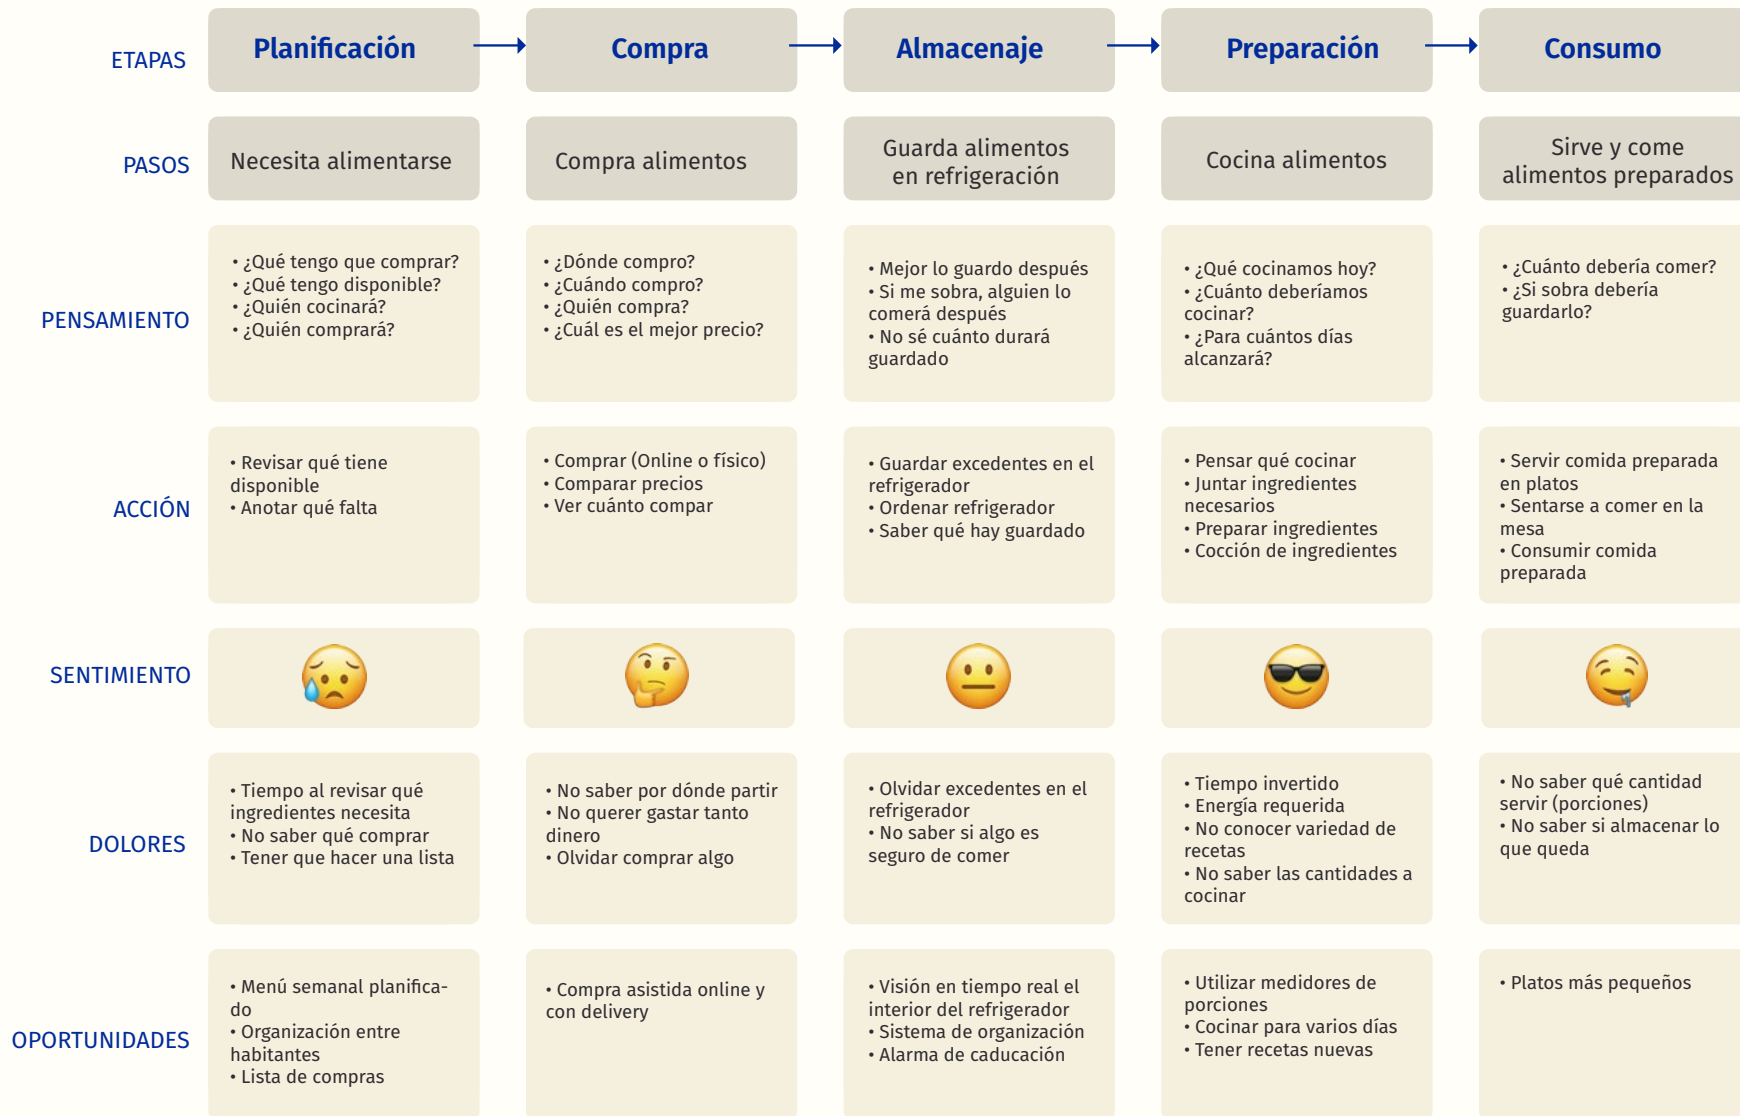 ETAPAS
Planificación
Compra
Almacenaje
Preparación
Consumo
PASOS
Necesita alimentarse
Compra alimentos
Guarda alimentos
en refrigeración
Cocina alimentos
Sirve y come
alimentos preparados
PENSAMIENTO
• ¿Qué tengo que comprar?
• ¿Qué tengo disponible?
• ¿Quién cocinará?
• ¿Quién comprará?
• ¿Dónde compro?
• ¿Cuándo compro?
• ¿Quién compra?
• ¿Cuál es el mejor precio?
• Mejor lo guardo después
• Si me sobra, alguien lo
comerá después
• No sé cuánto durará
guardado
• ¿Qué cocinamos hoy?
• ¿Cuánto deberíamos
cocinar?
• ¿Para cuántos días
alcanzará?
• ¿Cuánto debería comer?
• ¿Si sobra debería
guardarlo?
ACCIÓN
• Revisar qué tiene
disponible
• Anotar qué falta
• Comprar (Online o físico)
• Comparar precios
• Ver cuánto compar
• Guardar excedentes en el
refrigerador
• Ordenar refrigerador
• Saber qué hay guardado
• Pensar qué cocinar
• Juntar ingredientes
necesarios
• Preparar ingredientes
• Cocción de ingredientes
• Servir comida preparada
en platos
• Sentarse a comer en la
mesa
• Consumir comida
preparada
SENTIMIENTO
DOLORES
• Tiempo al revisar qué
ingredientes necesita
• No saber qué comprar
• Tener que hacer una lista
• No saber por dónde partir
• No querer gastar tanto
dinero
• Olvidar comprar algo
• Olvidar excedentes en el
refrigerador
• No saber si algo es
seguro de comer
• Tiempo invertido
• Energía requerida
• No conocer variedad de
recetas
• No saber las cantidades a
cocinar
• No saber qué cantidad
servir (porciones)
• No saber si almacenar lo
que queda
OPORTUNIDADES
• Menú semanal planifica-
do
• Organización entre
habitantes
• Lista de compras
• Compra asistida online y
con delivery
• Visión en tiempo real el
interior del refrigerador
• Sistema de organización
• Alarma de caducación
• Utilizar medidores de
porciones
• Cocinar para varios días
• Tener recetas nuevas
• Platos más pequeños